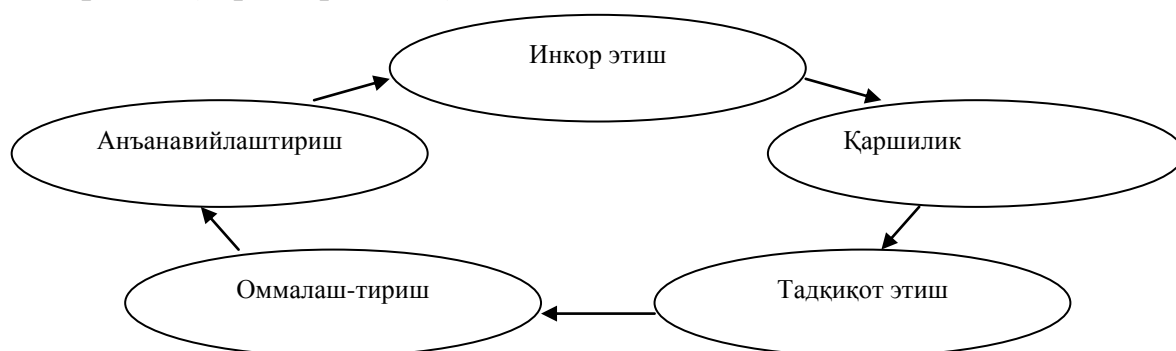 Инкор этиш
Анъанавийлаштириш
Қаршилик
Оммалаш-тириш
Тадқиқот этиш